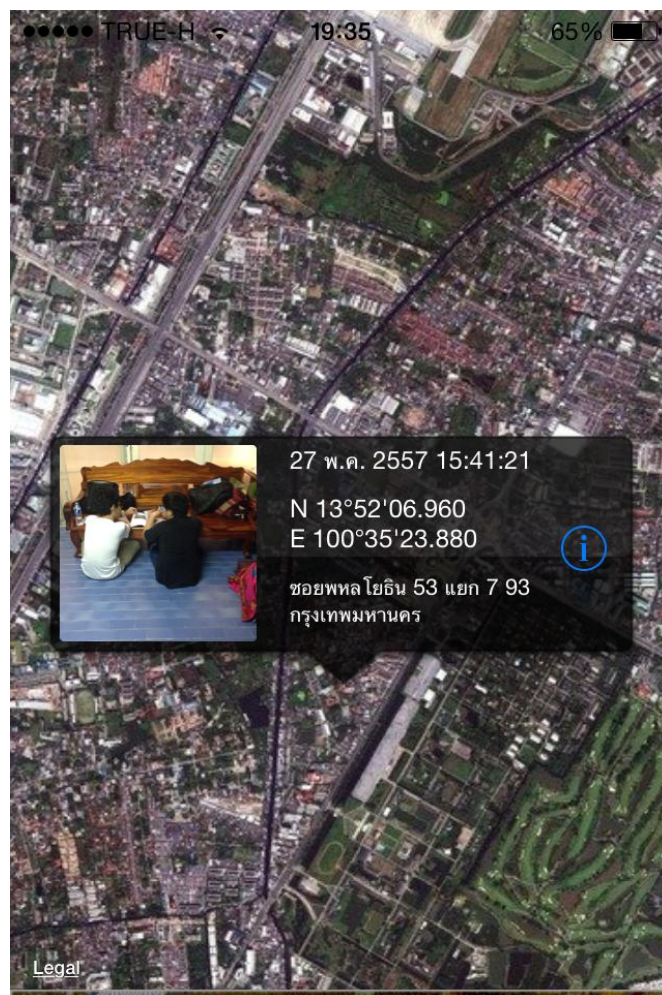 TRUE-H 19:35 65%
27 พ.ค. 2557 15:41:21
N 13°52'06.960
E 100°35'23.880
ซอยพหลโยธิน 53 แยก 7 93
กรุงเทพมหานคร
Legal